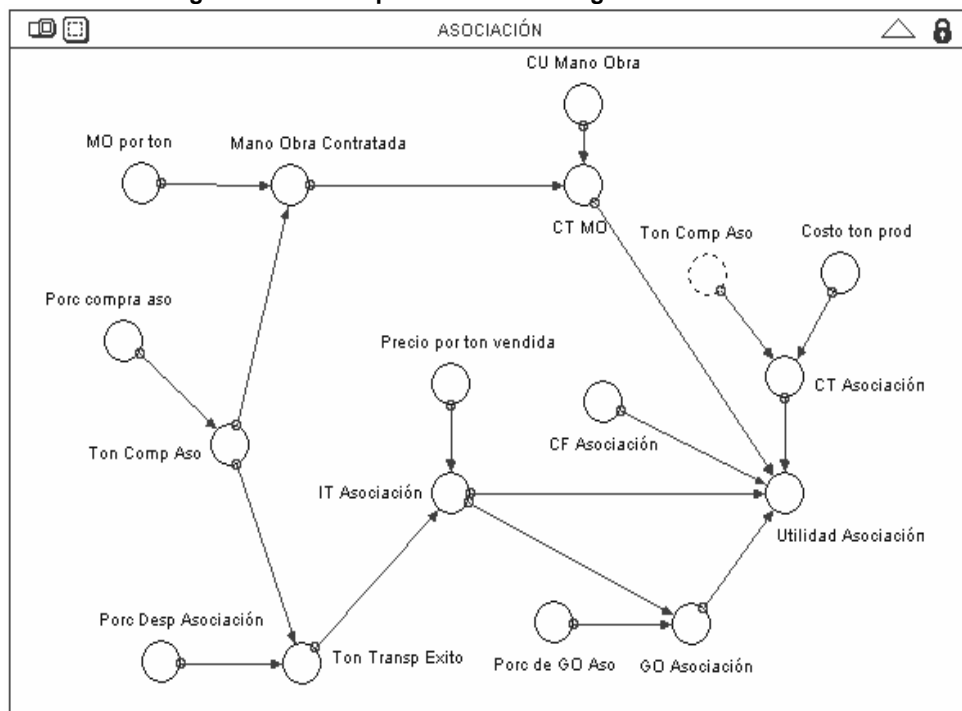 ASOCIACIÓN
CU Mano Obra
MO por ton
Mano Obra Contratada
CT MO
Ton Comp Aso
Costo ton prod
Porc compra aso
Precio por ton vendida
CT Asociación
CF Asociación
Ton Comp Aso
IT Asociación
Utilidad Asociación
Porc Desp Asociación
Ton Transp Exito
Porc de GO Aso
GO Asociación